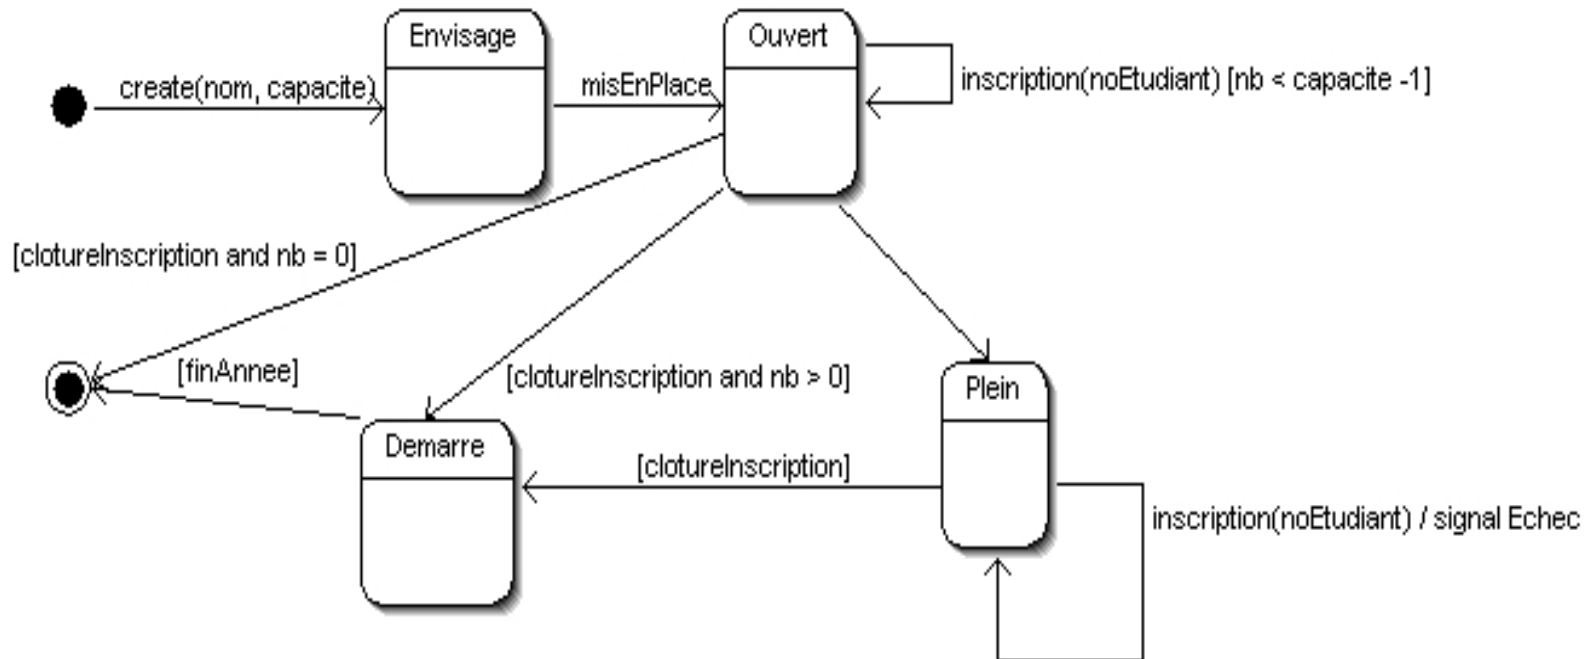 Envisage
Ouvert
create(nom, capacite)
misEnPlace
inscription(noEtudiant) [nb < capacite -1]
[clotureInscription and nb = 0]
[finAnnee]
[clotureInscription and nb > 0]
Plein
Demarre
[clotureInscription]
inscription(noEtudiant) / signal Echec